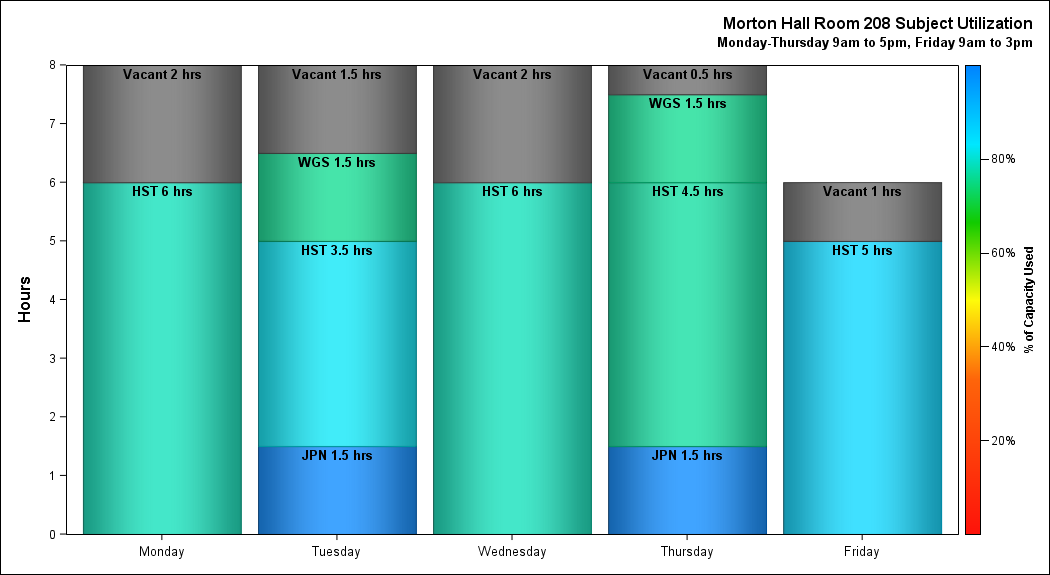 Morton Hall Room 208 Subject Utilization
Monday-Thursday 9am to 5pm, Friday 9am to 3pm
Hours
8
7
6
5
4
3
2
1
0
Vacant 2 hrs
HST 6 hrs
Vacant 1.5 hrs
WGS 1.5 hrs
HST 3.5 hrs
JPN 1.5 hrs
Vacant 2 hrs
HST 6 hrs
Vacant 0.5 hrs
WGS 1.5 hrs
HST 4.5 hrs
JPN 1.5 hrs
Vacant 1 hrs
HST 5 hrs
Monday
Tuesday
Wednesday
Thursday
Friday
80%
60%
40%
20%
% of Capacity Used